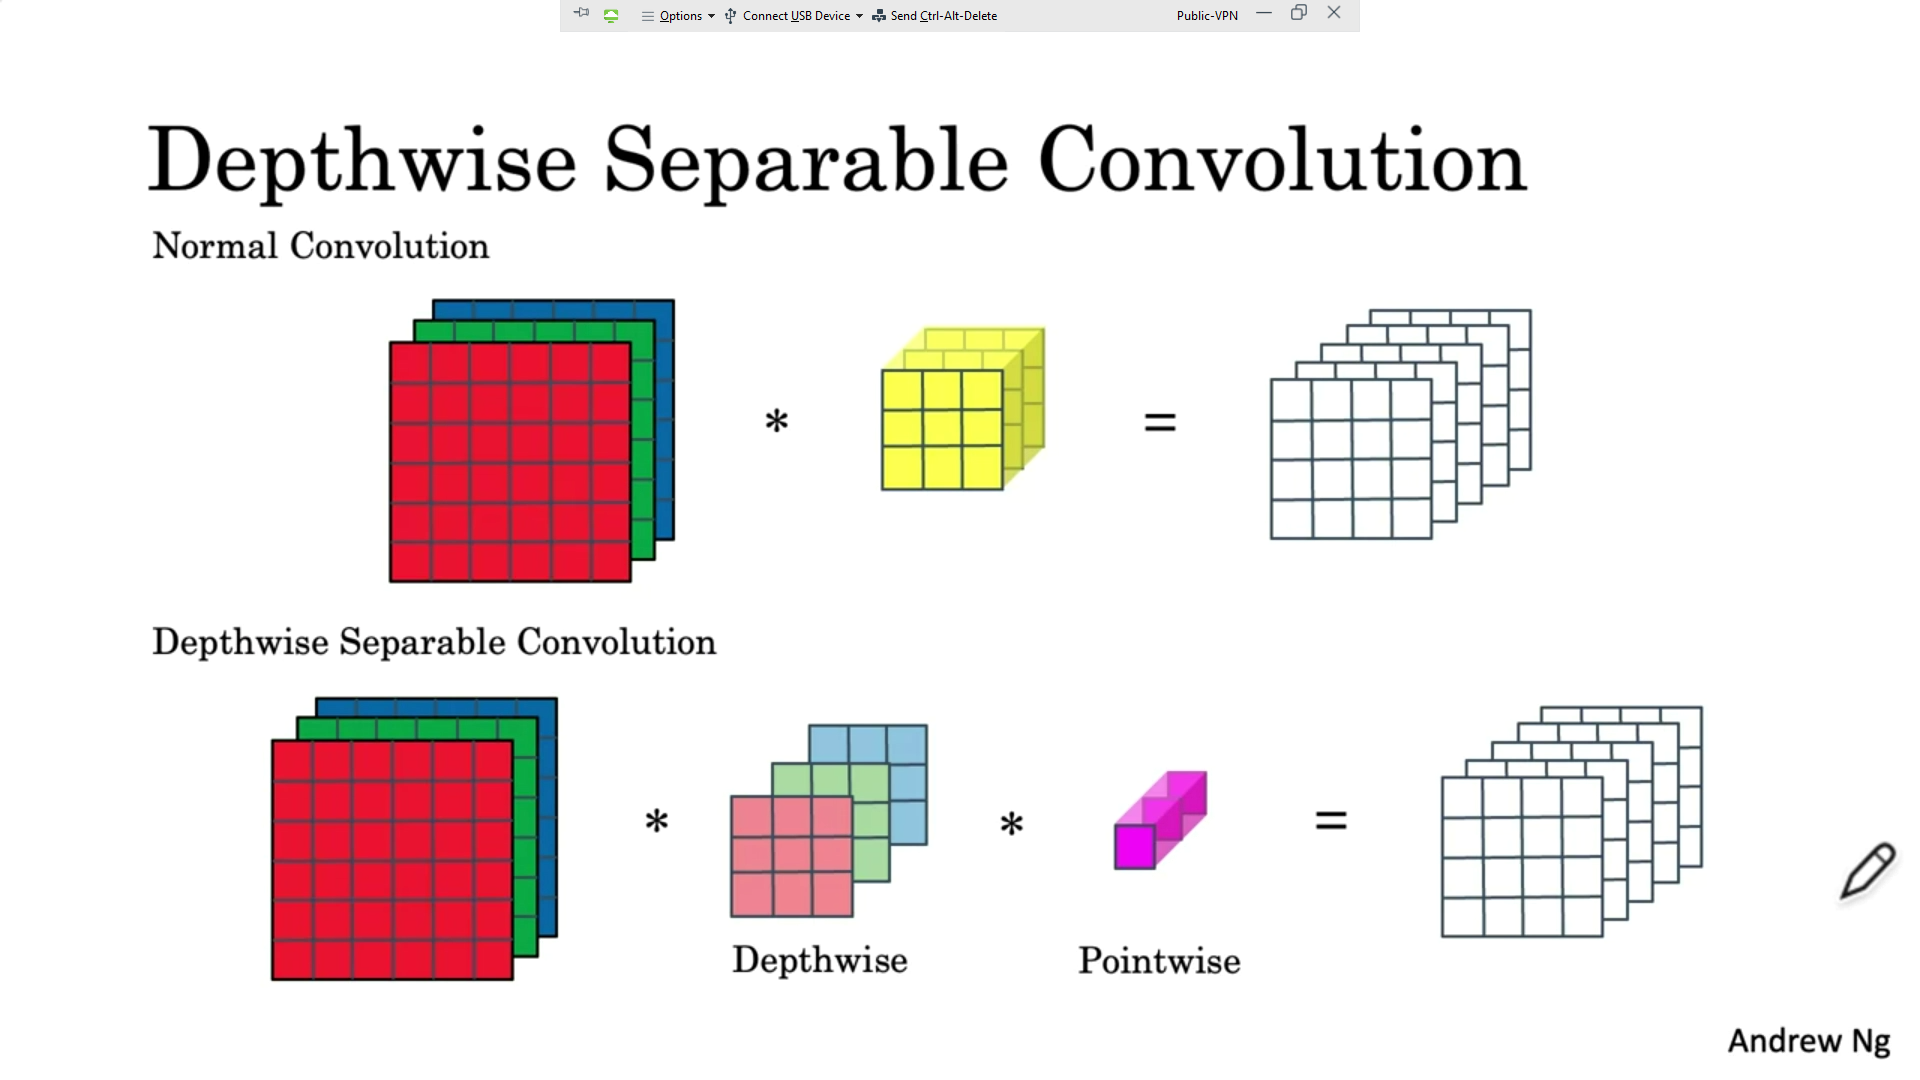 Options Connect USB Device Send Ctrl-Alt-Delete Public-VPN
Depthwise Separable Convolution
Normal Convolution
* =
Depthwise Separable Convolution
* * =
Depthwise Pointwise
Andrew Ng